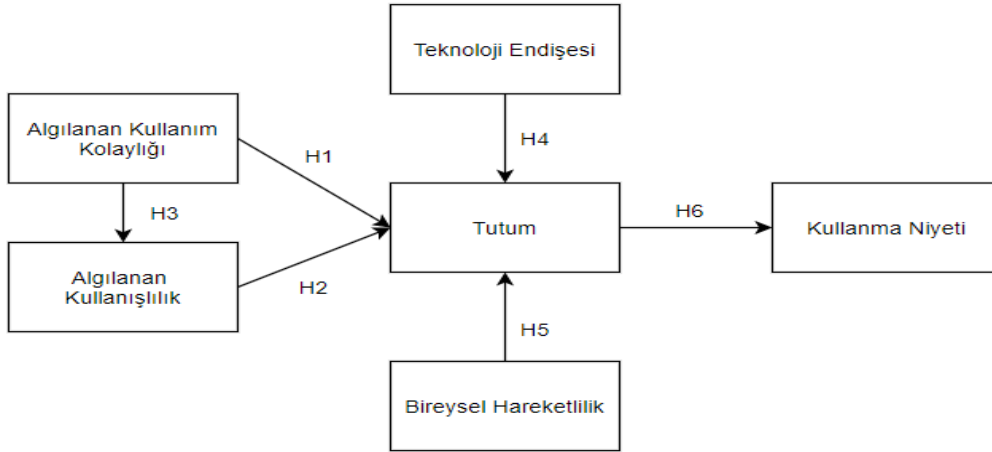 Teknoloji Endişesi
Algılanan Kullanım
Kolaylığı
H1
H4
H3
Tutum
H6
Kullanma Niyeti
Algılanan
Kullanışlılık
H2
H5
Bireysel Hareketlilik